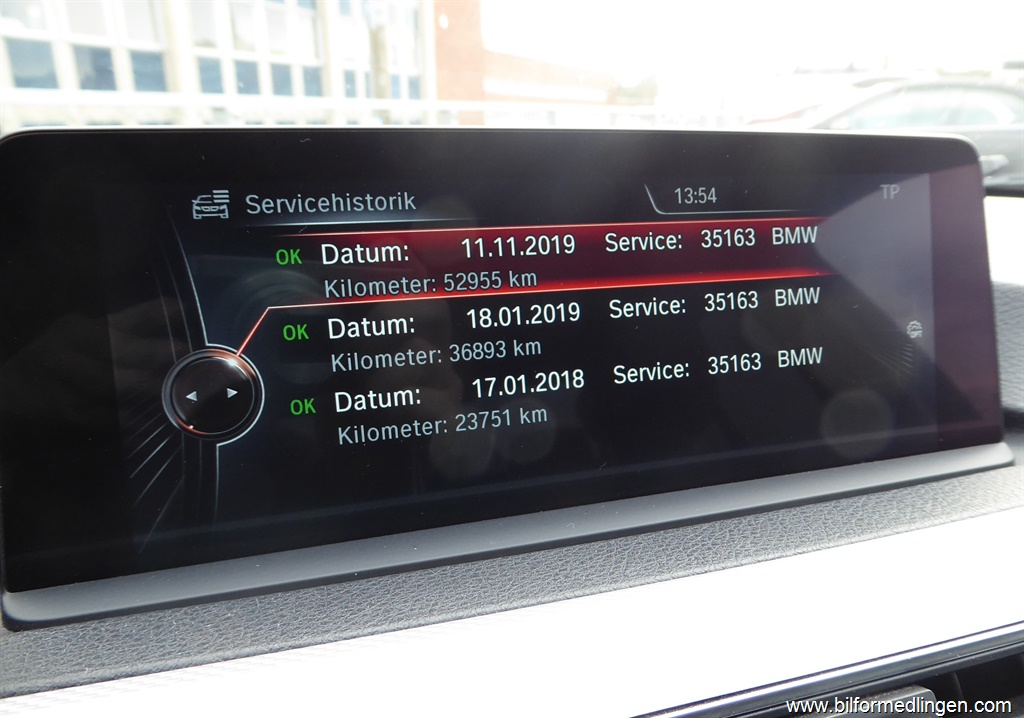 Servicehistorik 13:54 TP
OK Datum: 11.11.2019 Service: 35163 BMW
Kilometer: 52955 km
OK Datum: 18.01.2019 Service: 35163 BMW
Kilometer: 36893 km
OK Datum: 17.01.2018 Service: 35163 BMW
Kilometer: 23751 km
www.bilformedlingen.com